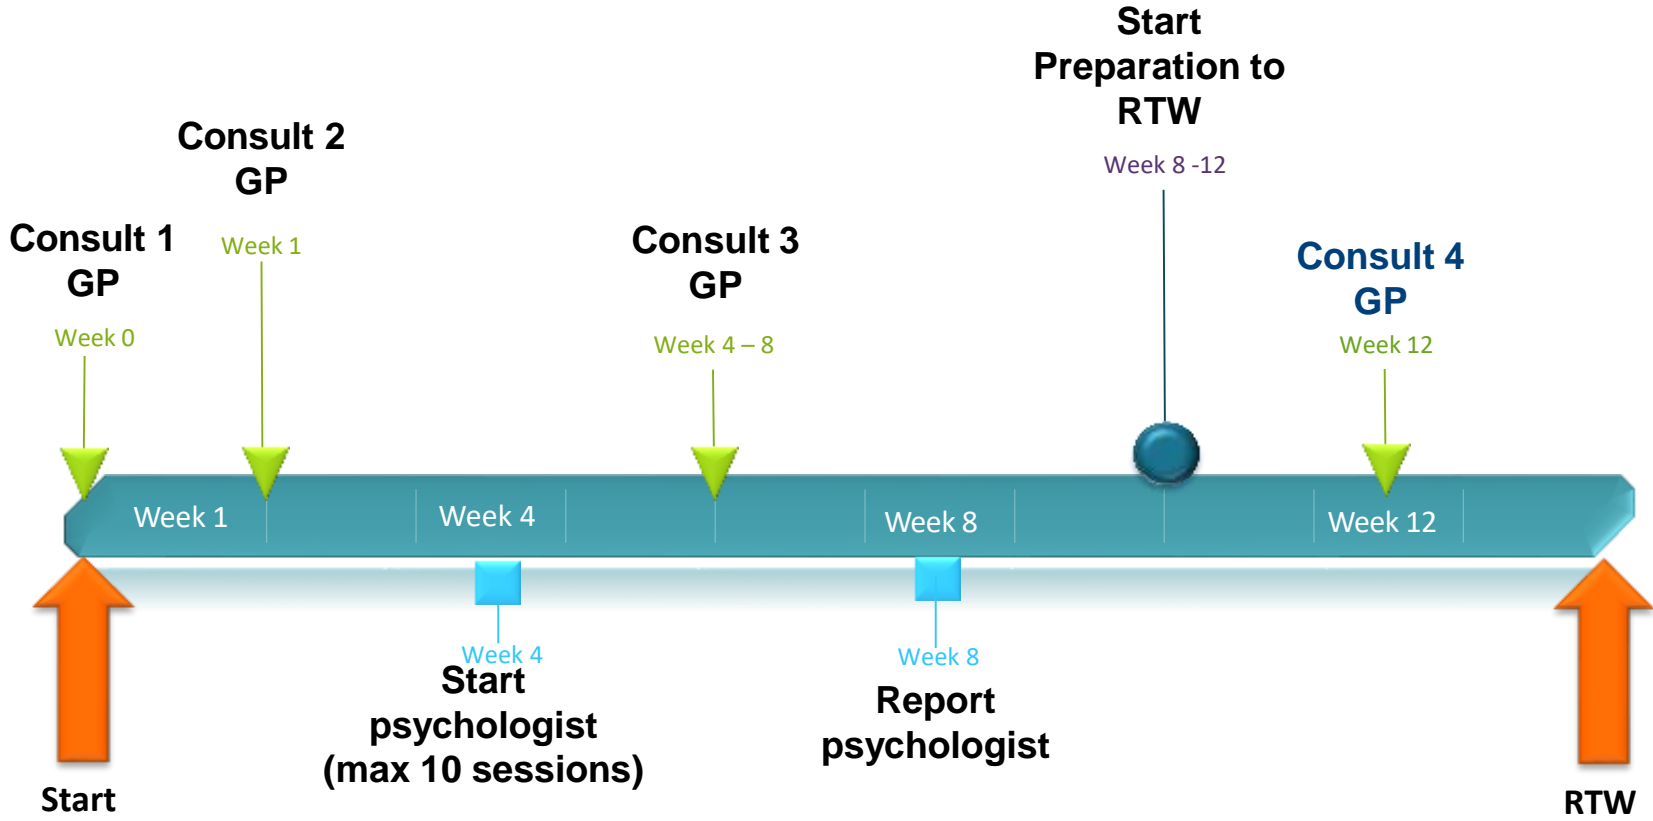 Start
Preparation to
RTW
Week 8 -12
Consult 2
GP
Week 1
Consult 1
GP
Week 0
Consult 3
GP
Week 4 – 8
Consult 4
GP
Week 12
Week 1
Week 4
Week 8
Week 12
Week 4
Start
psychologist
(max 10 sessions)
Week 8
Report
psychologist
Start
RTW